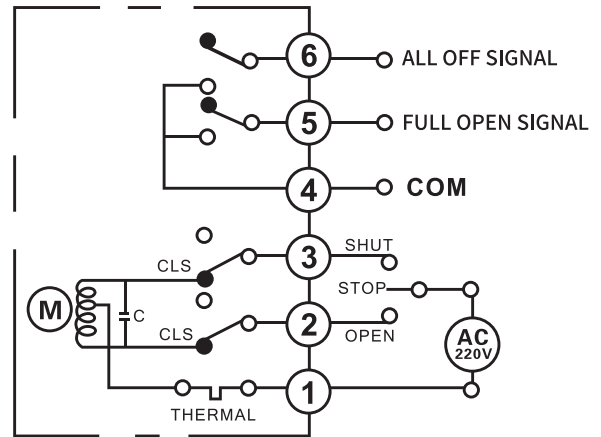 6 ALL OFF SIGNAL
5 FULL OPEN SIGNAL
4 COM
CLS 3 SHUT
STOP
M C
CLS 2 OPEN
AC
220V
1
THERMAL